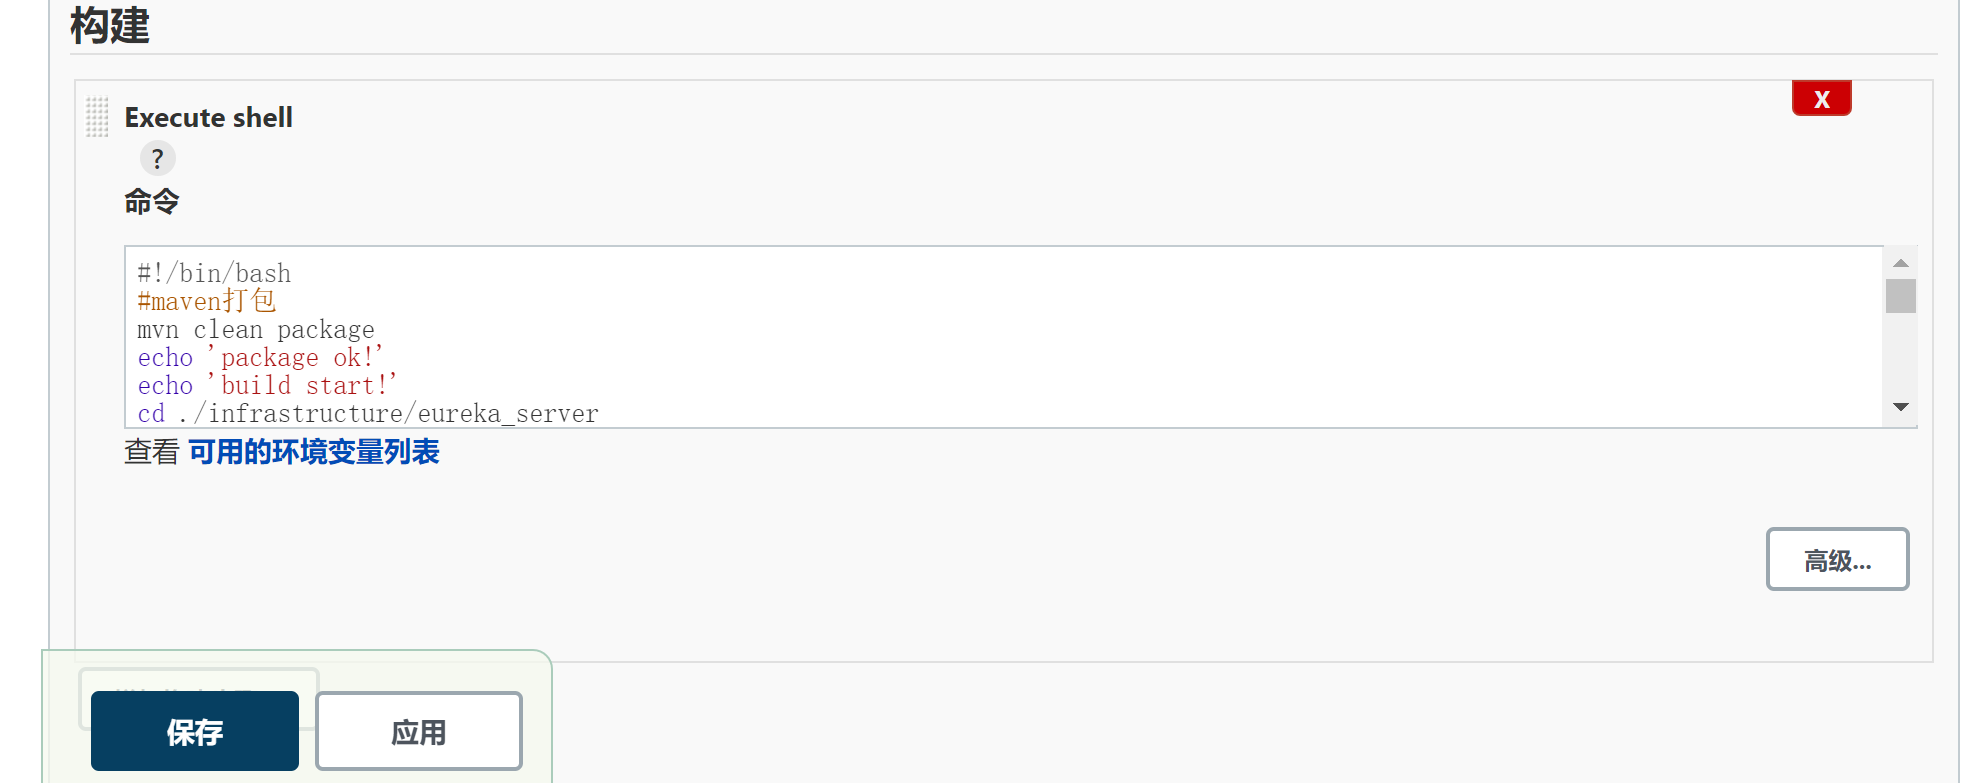 构建
Execute shell
X
?
命令
#!/bin/bash
#maven打包
mvn clean package
echo 'package ok!'
echo 'build start!'
cd ./infrastructure/eureka_server
查看 可用的环境变量列表
高级...
保存
应用